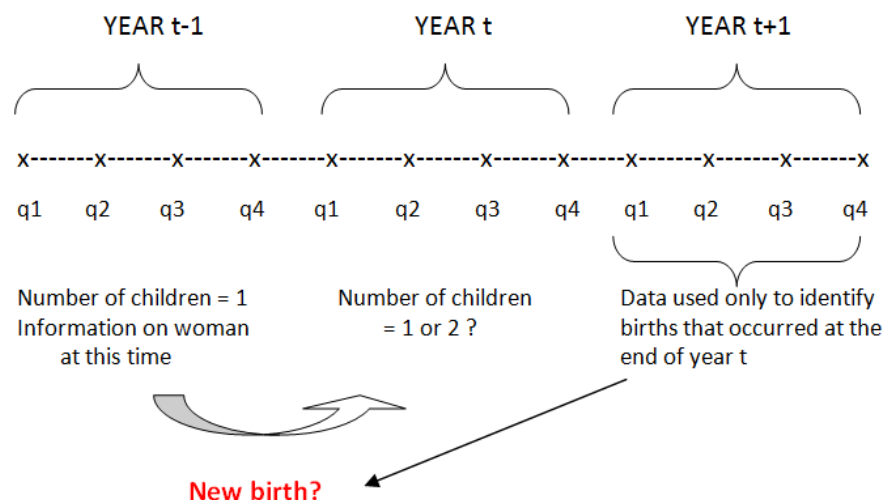 YEAR t-1 YEAR t YEAR t+1
x-------x-------x-------x-------x-------x-------x-------x------x-------x-------x-------x
q1 q2 q3 q4 q1 q2 q3 q4 q1 q2 q3 q4
Number of children = 1
Information on woman
at this time
Number of children
= 1 or 2 ?
Data used only to identify
births that occurred at the
end of year t
New birth?